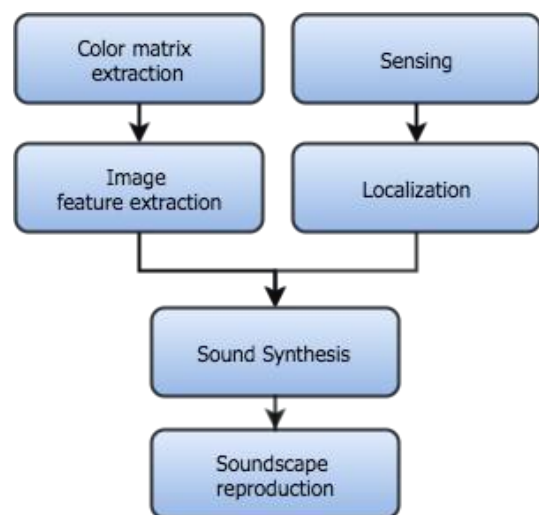 Color matrix
extraction
Sensing
Image
feature extraction
Localization
Sound Synthesis
Soundscape
reproduction